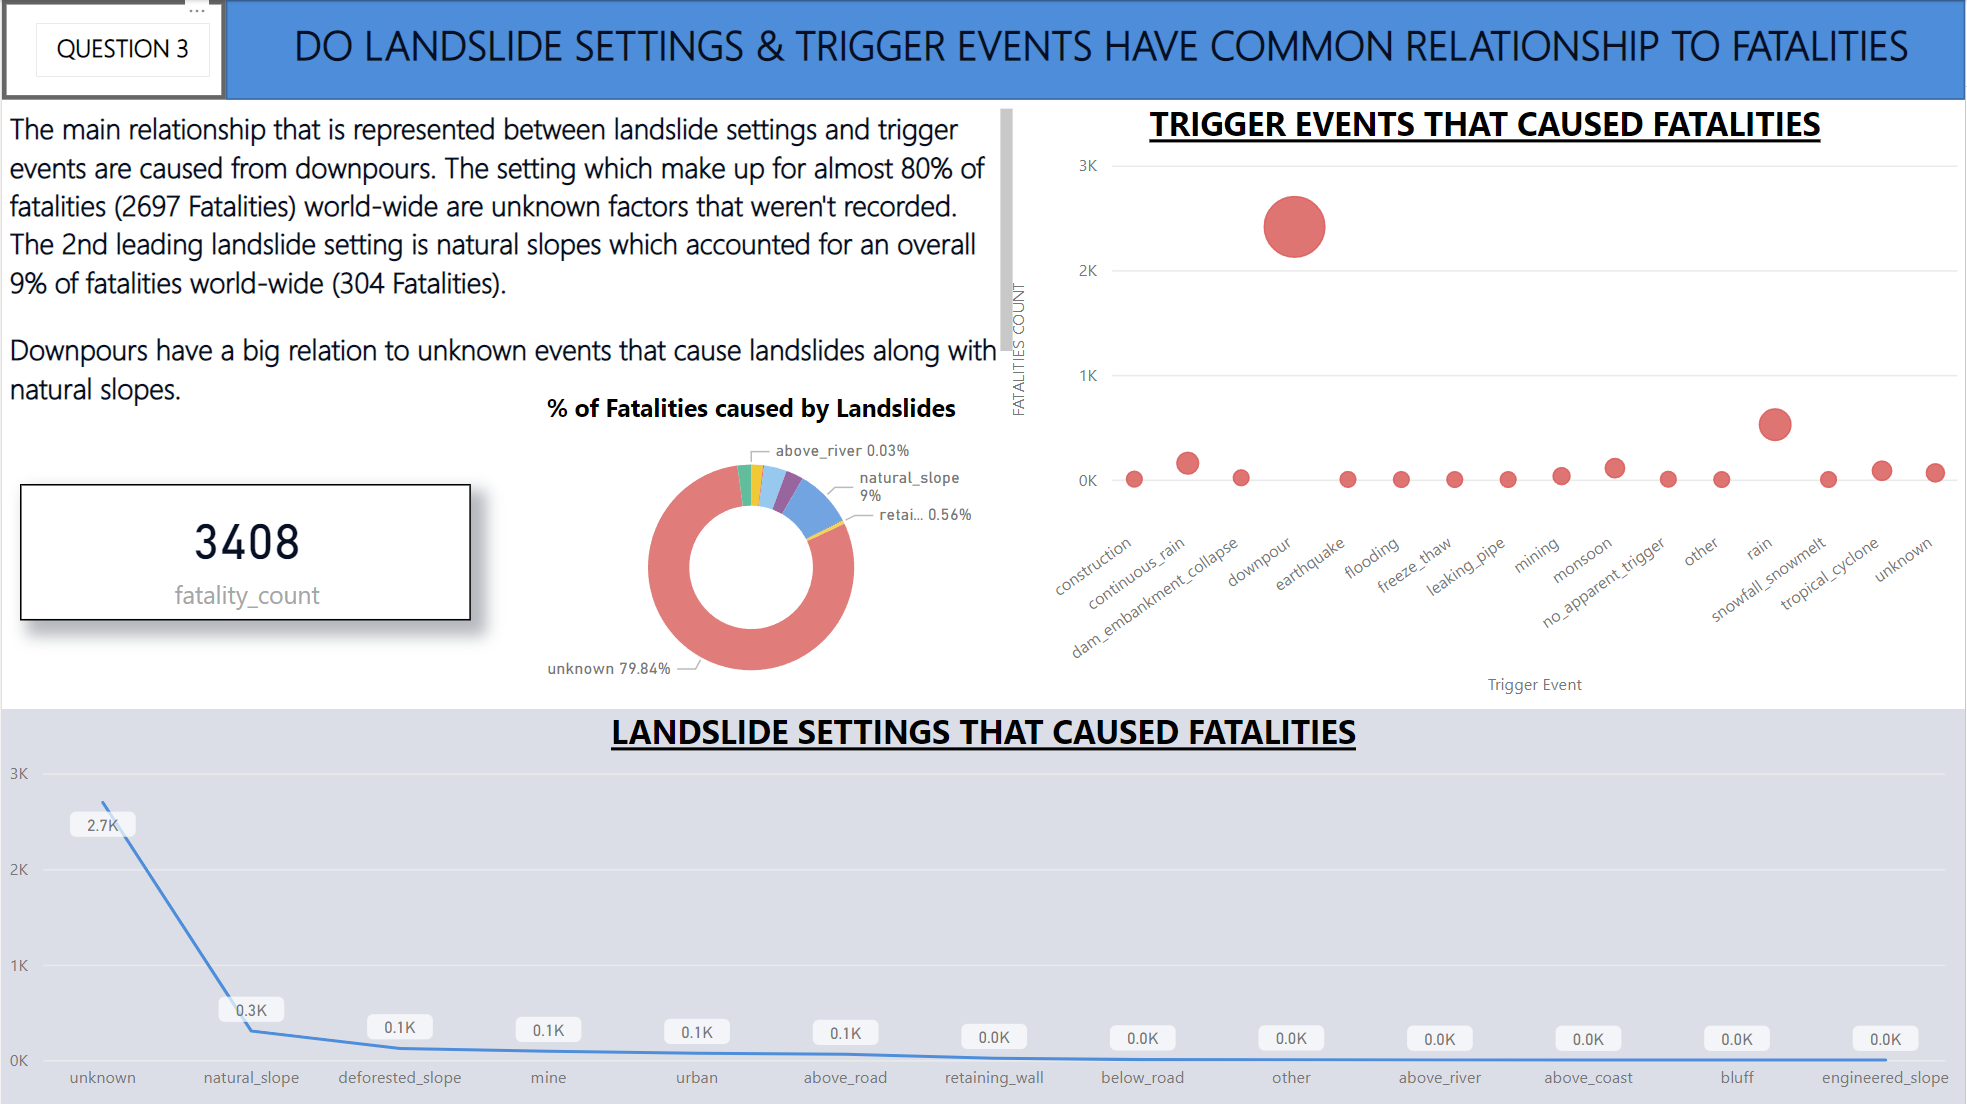 QUESTION 3
DO LANDSLIDE SETTINGS & TRIGGER EVENTS HAVE COMMON RELATIONSHIP TO FATALITIES
The main relationship that is represented between landslide settings and trigger
events are caused from downpours. The setting which make up for almost 80% of
fatalities (2697 Fatalities) world-wide are unknown factors that weren't recorded.
The 2nd leading landslide setting is natural slopes which accounted for an overall
9% of fatalities world-wide (304 Fatalities).
Downpours have a big relation to unknown events that cause landslides along with
natural slopes.
3408
fatality_count
% of Fatalities caused by Landslides
above_river 0.03%
natural_slope
9%
retai... 0.56%
unknown 79.84%
TRIGGER EVENTS THAT CAUSED FATALITIES
FATALITIES COUNT
3K
2K
1K
0K
construction
continuous_rain
dam_embankment_collapse
downpour
earthquake
flooding
freeze_thaw
leaking_pipe
mining
monsoon
no_apparent_trigger
other
rain
snowfall_snowmelt
tropical_cyclone
unknown
Trigger Event
LANDSLIDE SETTINGS THAT CAUSED FATALITIES
3K
2K
1K
0K
2.7K
0.3K
0.1K
0.1K
0.1K
0.1K
0.0K
0.0K
0.0K
0.0K
0.0K
0.0K
0.0K
unknown
natural_slope
deforested_slope
mine
urban
above_road
retaining_wall
below_road
other
above_river
above_coast
bluff
engineered_slope